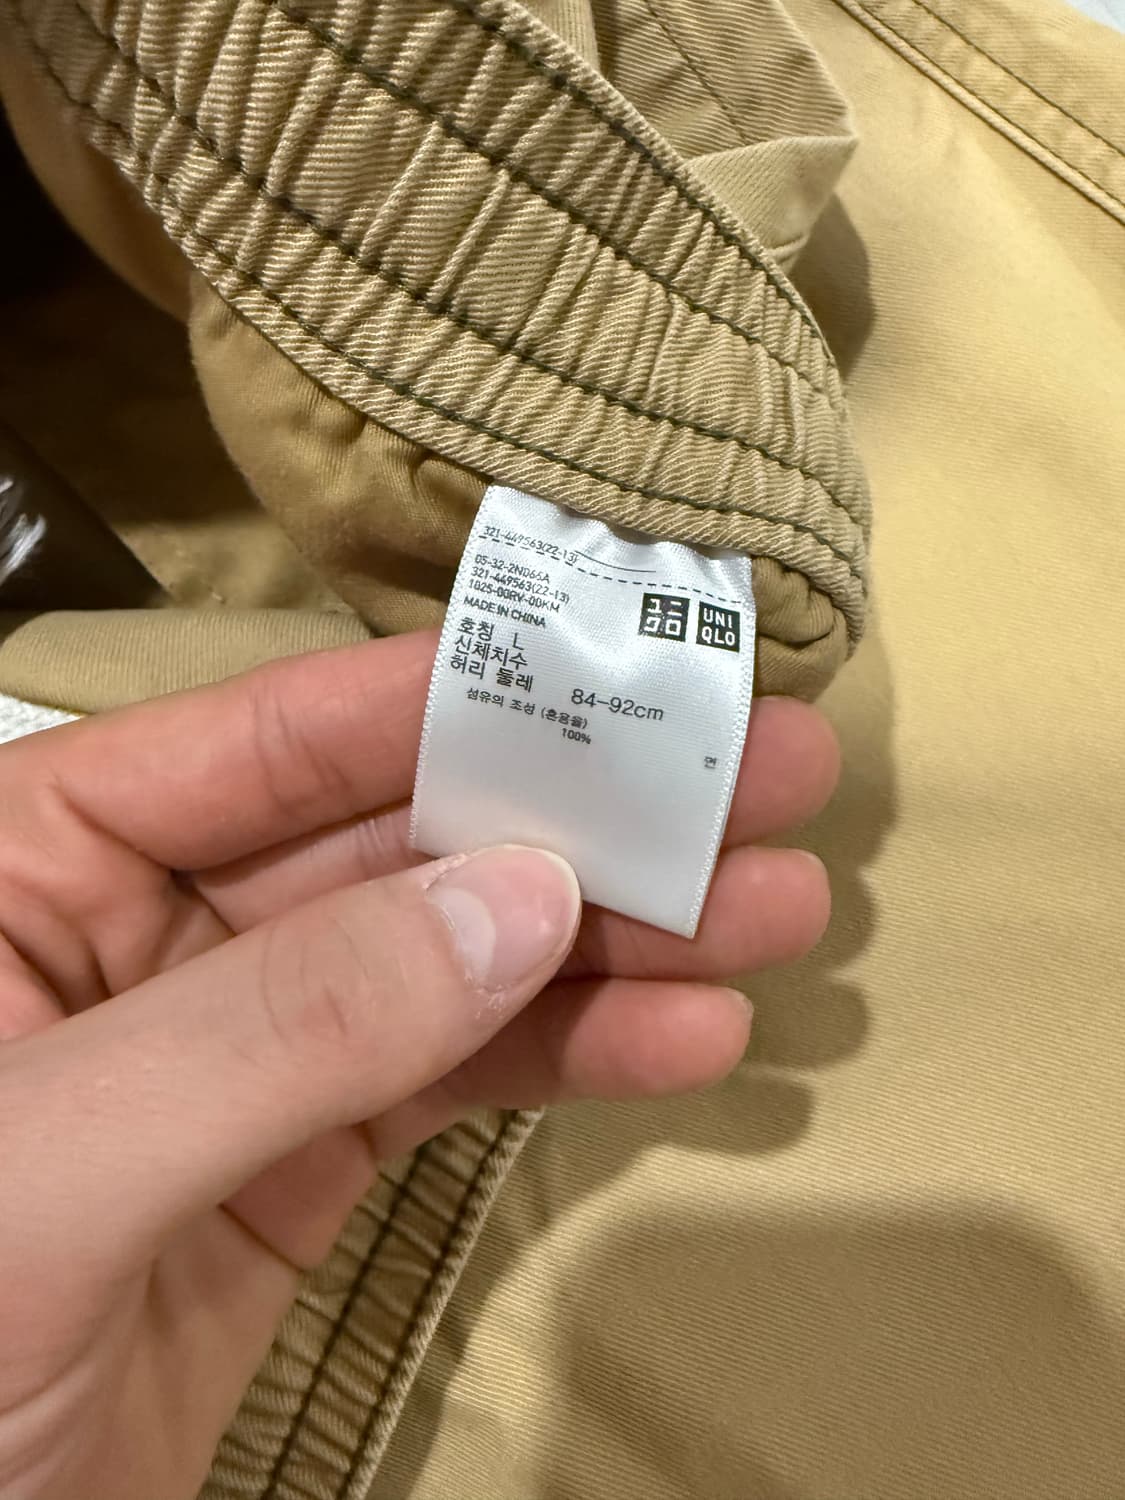 321-449563(22-13)
05-32-2ND66A
321-449563(22-13)
1025-00RV-00KM
MADE IN CHINA
ユニ
クロ
UNI
QLO
호칭 L
신체치수
허리 둘레 84-92cm
섬유의 조성 (혼용율)
100%
면